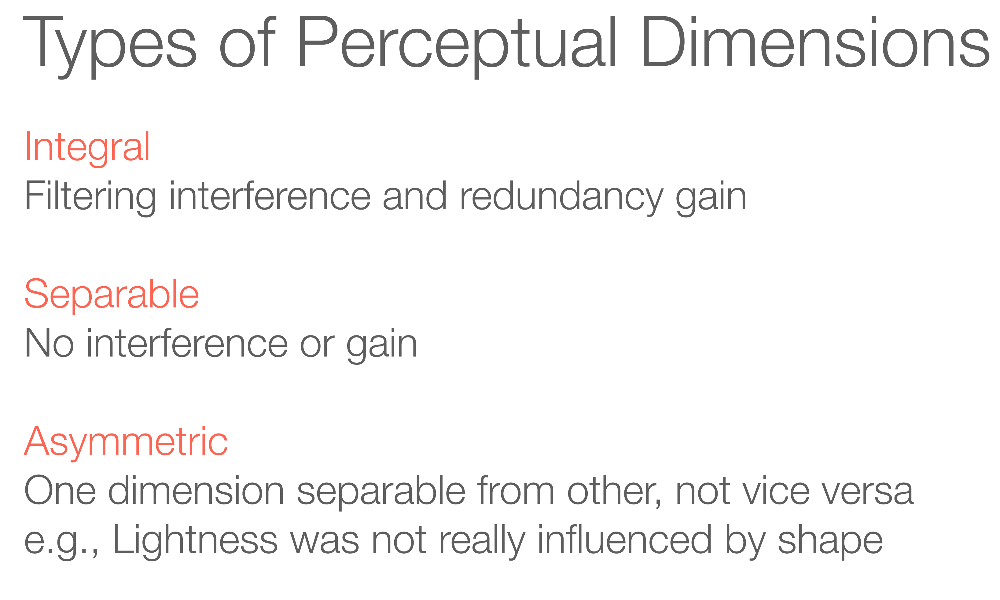 Types of Perceptual Dimensions
Integral
Filtering interference and redundancy gain
Separable
No interference or gain
Asymmetric
One dimension separable from other, not vice versa
e.g., Lightness was not really influenced by shape